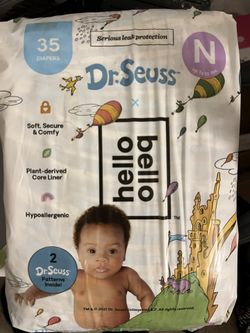 35
DIAPERS
Serious leak protection
N
Dr. Seuss™
×
Soft, Secure
& Comfy
Plant-derived
Core Liner
Hypoallergenic
hello
bello
2
Dr. Seuss
Patterns
Inside!